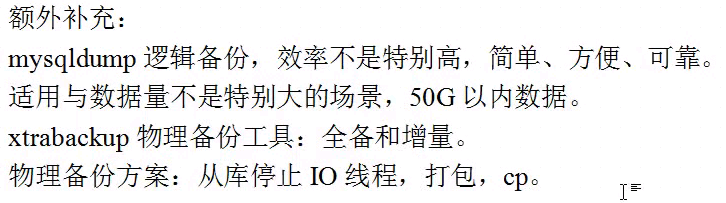 额外补充：
mysqldump 逻辑备份，效率不是特别高，简单、方便、可靠。
适用与数据量不是特别大的场景，50G 以内数据。
xtrabackup 物理备份工具：全备和增量。
物理备份方案：从库停止 IO 线程，打包，cp。